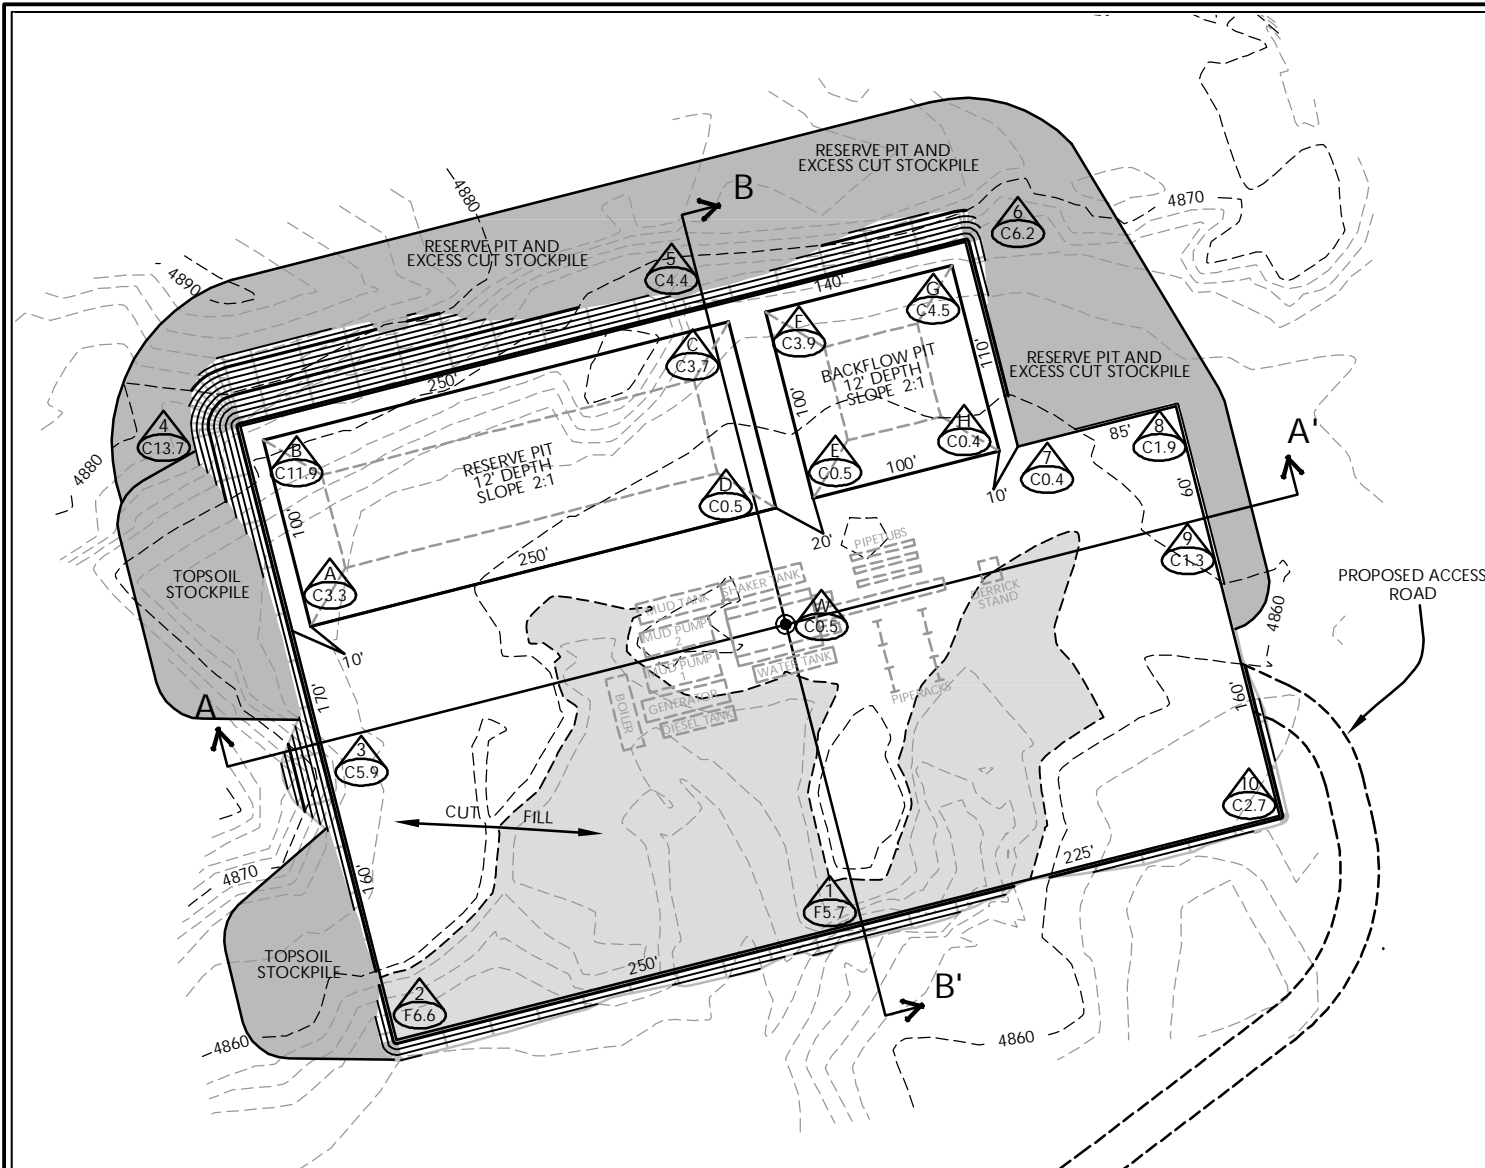 RESERVE PIT AND
EXCESS CUT STOCKPILE
B
4880
6
C6.2
4870
RESERVE PIT AND
EXCESS CUT STOCKPILE
5
C4.4
4890
140'
G
C4.5
F
C3.9
C
C3.7
BACKFLOW PIT
12' DEPTH
SLOPE 2:1
110'
RESERVE PIT AND
EXCESS CUT STOCKPILE
250'
100'
4
C13.7
B
C11.9
RESERVE PIT
12' DEPTH
SLOPE 2:1
H
C0.4
85'
8
C1.9
A'
4880
E
C0.5
100'
7
C0.4
D
C0.5
10'
60'
100'
20'
PIPETUBS
9
C1.3
250'
A
C3.3
TOPSOIL
STOCKPILE
SHAKER TANK
MUD TANK
DERRICK
STAND
PROPOSED ACCESS
ROAD
W
C0.5
4860
MUD PUMP
2
10'
MUD PUMP
1
WATER TANK
170'
A
BOILER
GENERATOR
DIESEL TANK
PIPERACKS
160'
3
C5.9
10
C2.7
CUT
FILL
225'
4870
160'
1
F5.7
TOPSOIL
STOCKPILE
250'
2
F6.6
B'
4860
4860